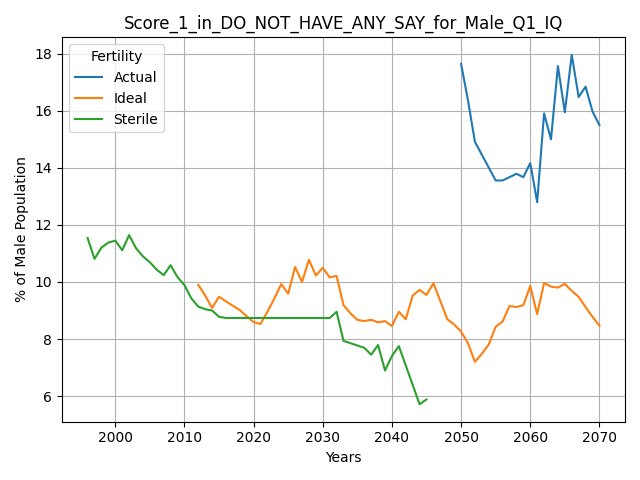 Score_1_in_DO_NOT_HAVE_ANY_SAY_for_Male_Q1_IQ
Fertility
Actual
Ideal
Sterile
% of Male Population
18
16
14
12
10
8
6
2000 2010 2020 2030 2040 2050 2060 2070
Years